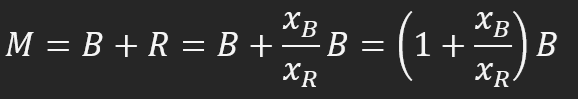 M = B + R = B + \frac{x_B}{x_R} B = \left(1 + \frac{x_B}{x_R}\right) B